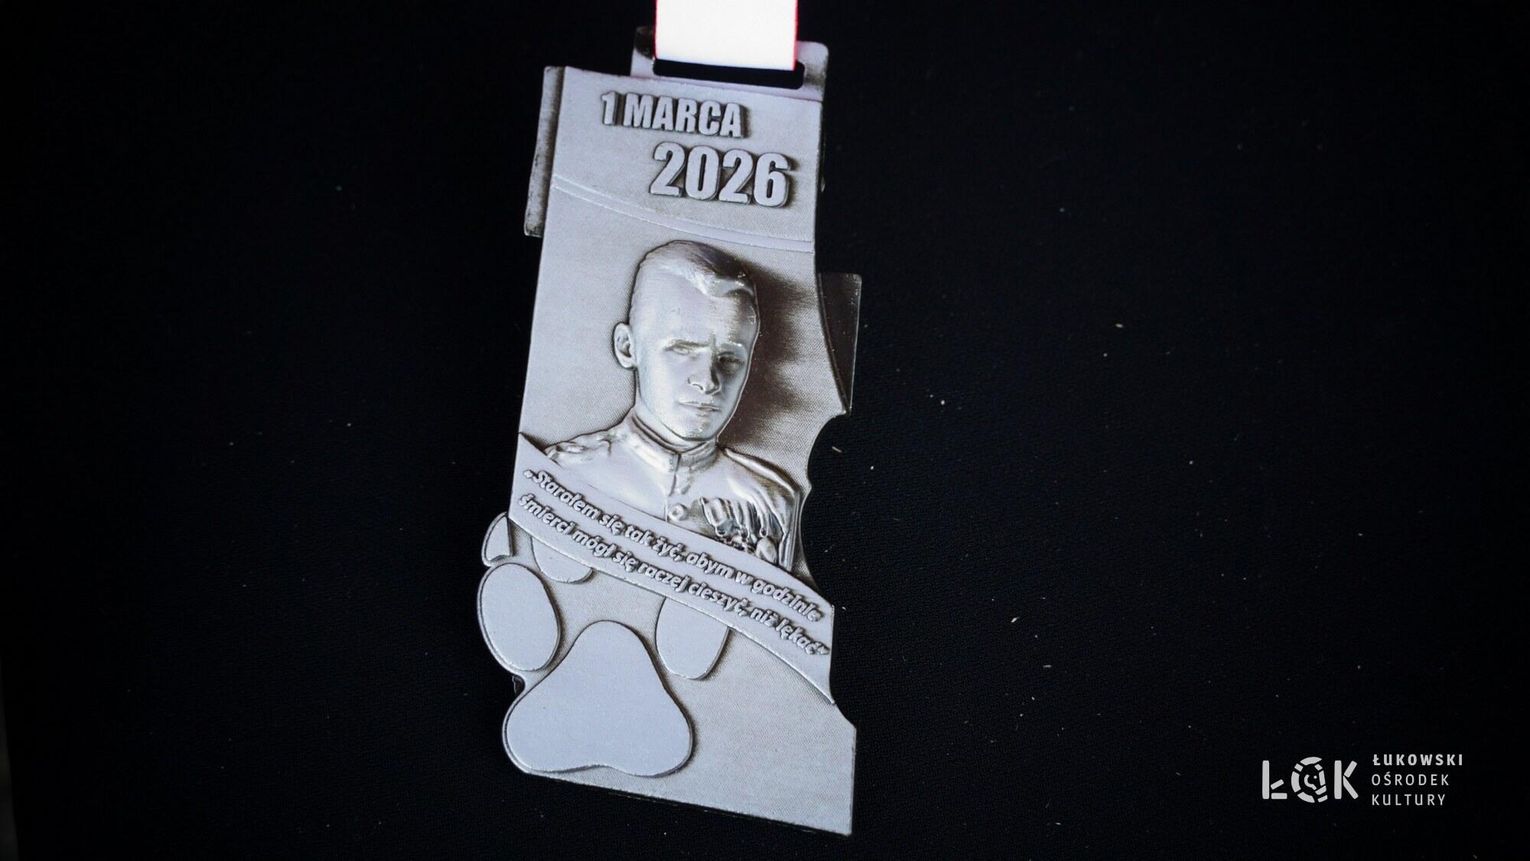 1 MARCA
2026
„Starałem się tak żyć, abym w godzinie
śmierci mógł się raczej cieszyć, niż lękać”
ŁOK
ŁUKOWSKI
OŚRODEK
KULTURY